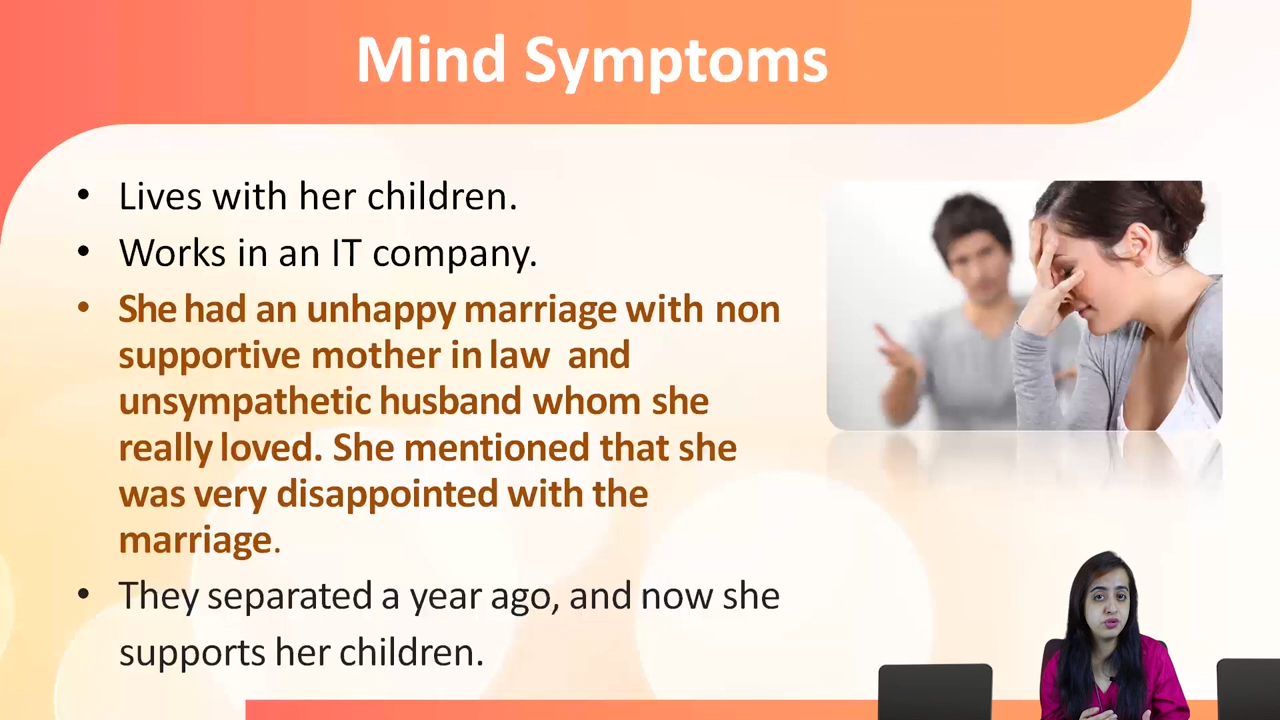 Mind Symptoms
• Lives with her children.
• Works in an IT company.
• She had an unhappy marriage with non
supportive mother in law and
unsympathetic husband whom she
really loved. She mentioned that she
was very disappointed with the
marriage.
• They separated a year ago, and now she
supports her children.